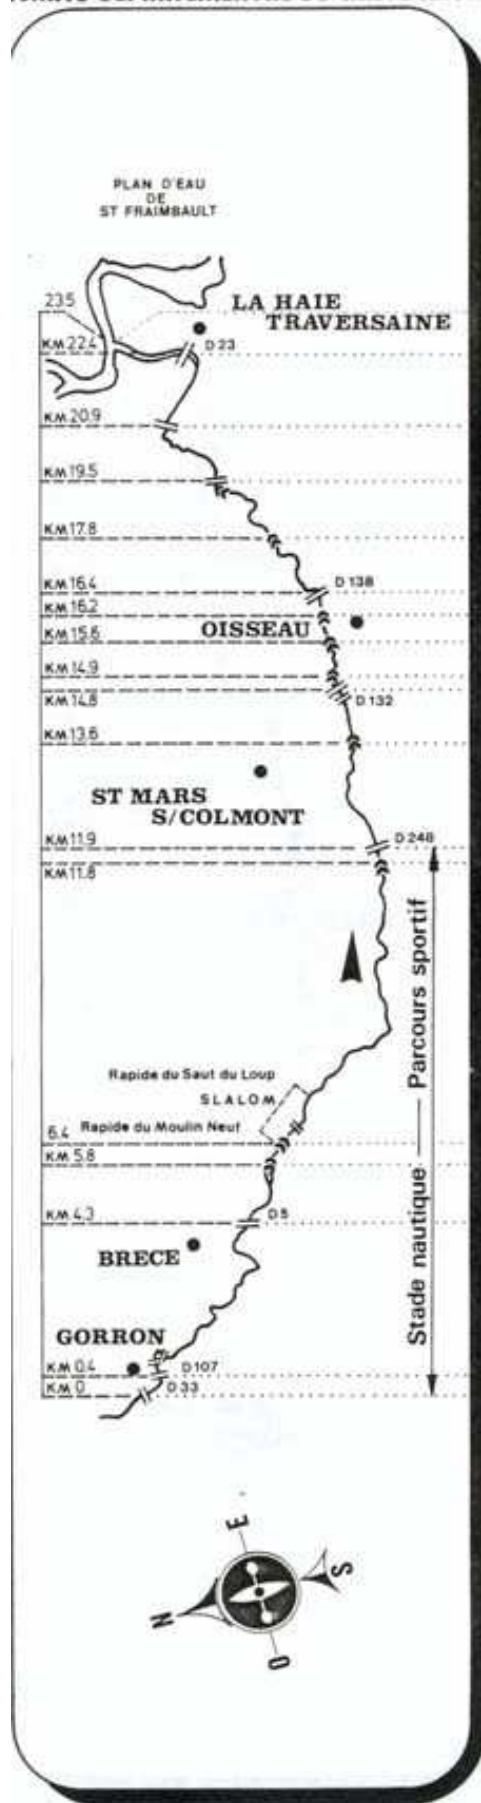 PLAN D'EAU
DE
ST FRAIMBAULT
23.5
LA HAIE
TRAVERSAINE
KM 22.4
D 23
KM 20.9
KM 19.5
KM 17.8
KM 16.4
D 138
KM 16.2
OISSEAU
KM 15.6
KM 14.9
KM 14.8
D 132
KM 13.6
ST MARS
S/COLMONT
KM 11.9
D 248
KM 11.8
Stade nautique — Parcours sportif
Rapide du Saut du Loup
SLALOM
Rapide du Moulin Neuf
6.4
KM 5.8
KM 4.3
D 5
BRECE
GORRON
KM 0.4
D 107
KM 0
D 33
E
S
N
O